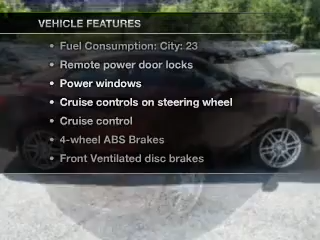 VEHICLE FEATURES
• Fuel Consumption: City: 23
• Remote power door locks
• Power windows
• Cruise controls on steering wheel
• Cruise control
• 4-wheel ABS Brakes
• Front Ventilated disc brakes